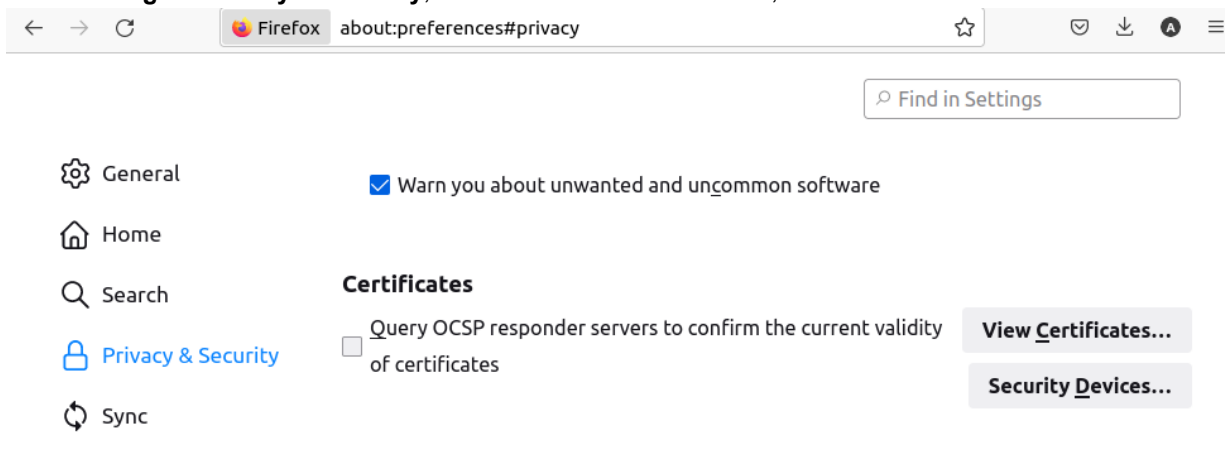 Firefox about:preferences#privacy
A
Find in Settings
General
Warn you about unwanted and uncommon software
Home
Certificates
Search
Query OCSP responder servers to confirm the current validity
of certificates
View Certificates...
Privacy & Security
Security Devices...
Sync